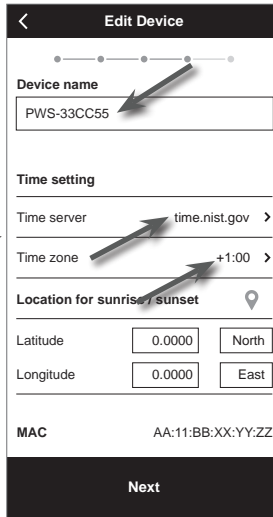 Edit Device
Device name
PWS-33CC55
Time setting
Time server time.nist.gov
Time zone +1:00
Location for sunrise / sunset
Latitude 0.0000 North
Longitude 0.0000 East
MAC AA:11:BB:XX:YY:ZZ
Next